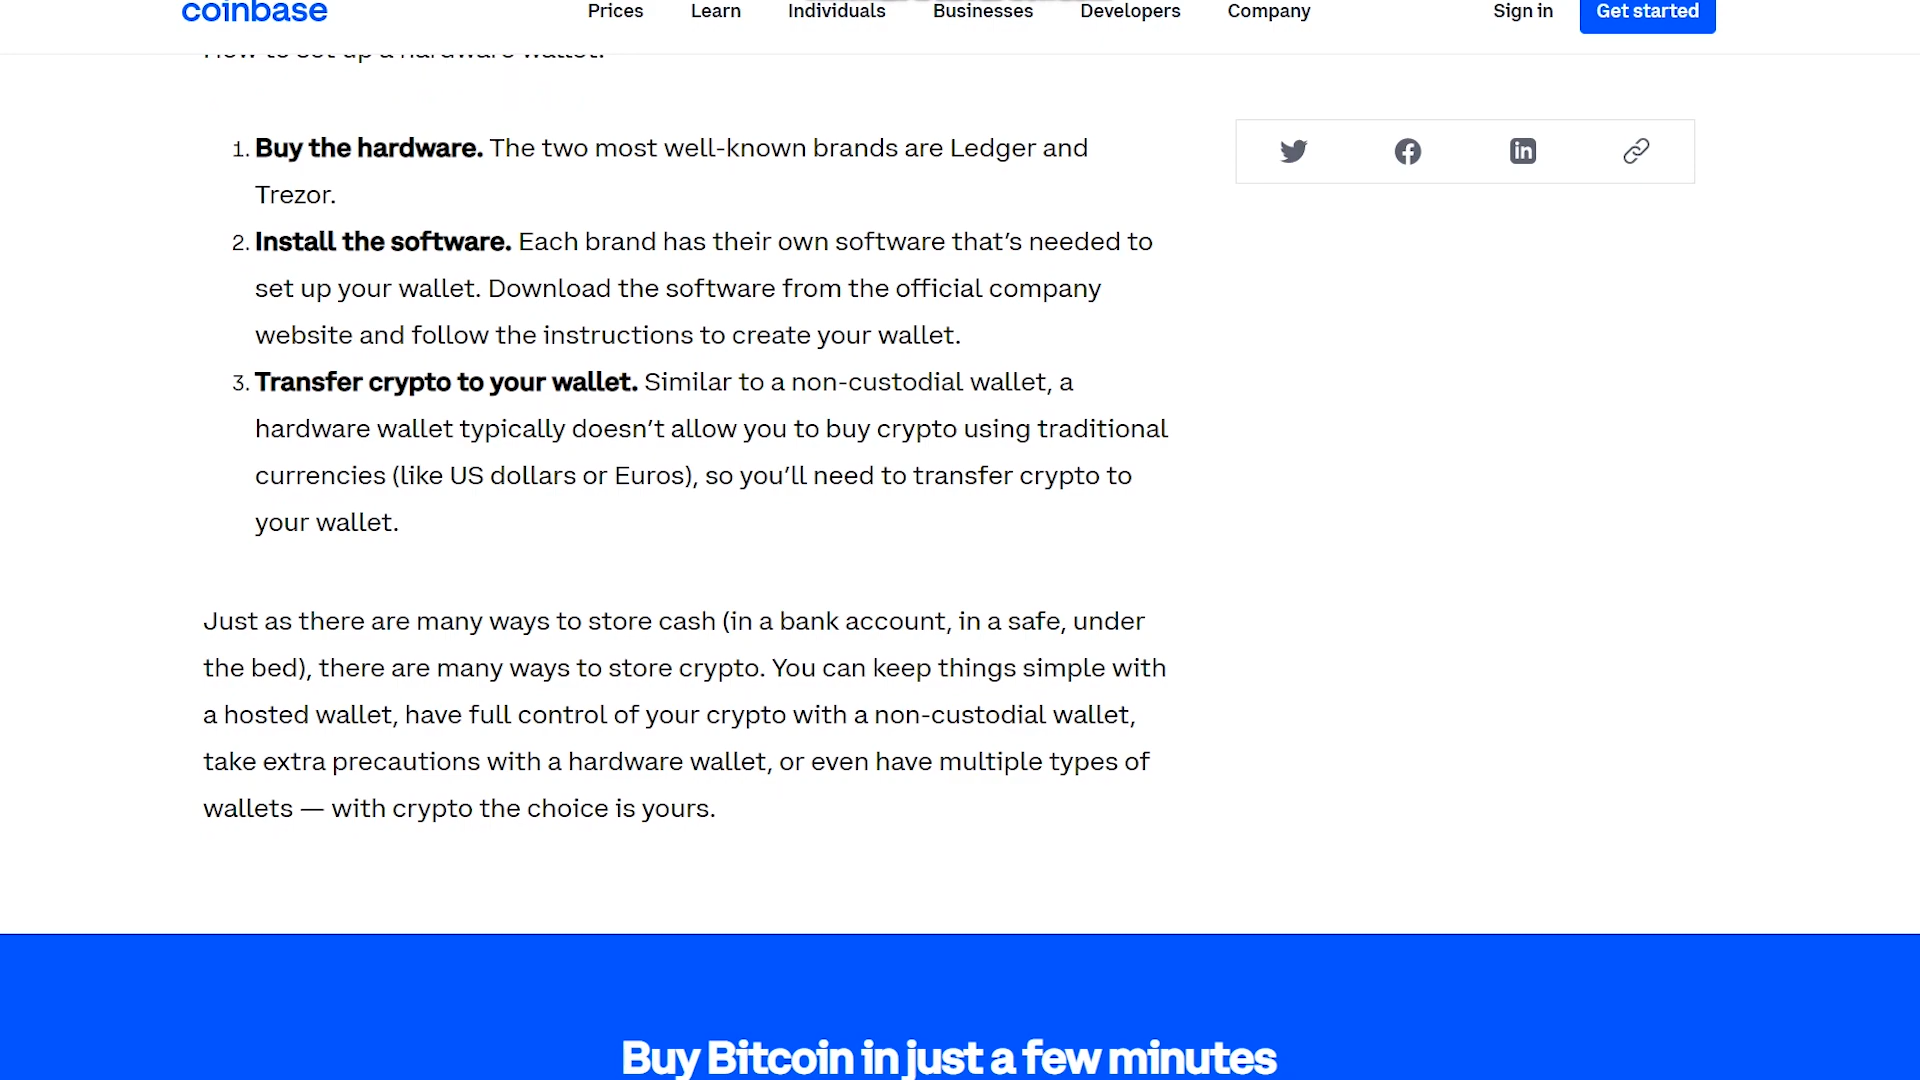 coinbase Prices Learn Individuals Businesses Developers Company Sign in Get started
How to set up a hardware wallet:
1. Buy the hardware. The two most well-known brands are Ledger and
Trezor.
2. Install the software. Each brand has their own software that’s needed to
set up your wallet. Download the software from the official company
website and follow the instructions to create your wallet.
3. Transfer crypto to your wallet. Similar to a non-custodial wallet, a
hardware wallet typically doesn’t allow you to buy crypto using traditional
currencies (like US dollars or Euros), so you’ll need to transfer crypto to
your wallet.
Just as there are many ways to store cash (in a bank account, in a safe, under
the bed), there are many ways to store crypto. You can keep things simple with
a hosted wallet, have full control of your crypto with a non-custodial wallet,
take extra precautions with a hardware wallet, or even have multiple types of
wallets — with crypto the choice is yours.
Buy Bitcoin in just a few minutes